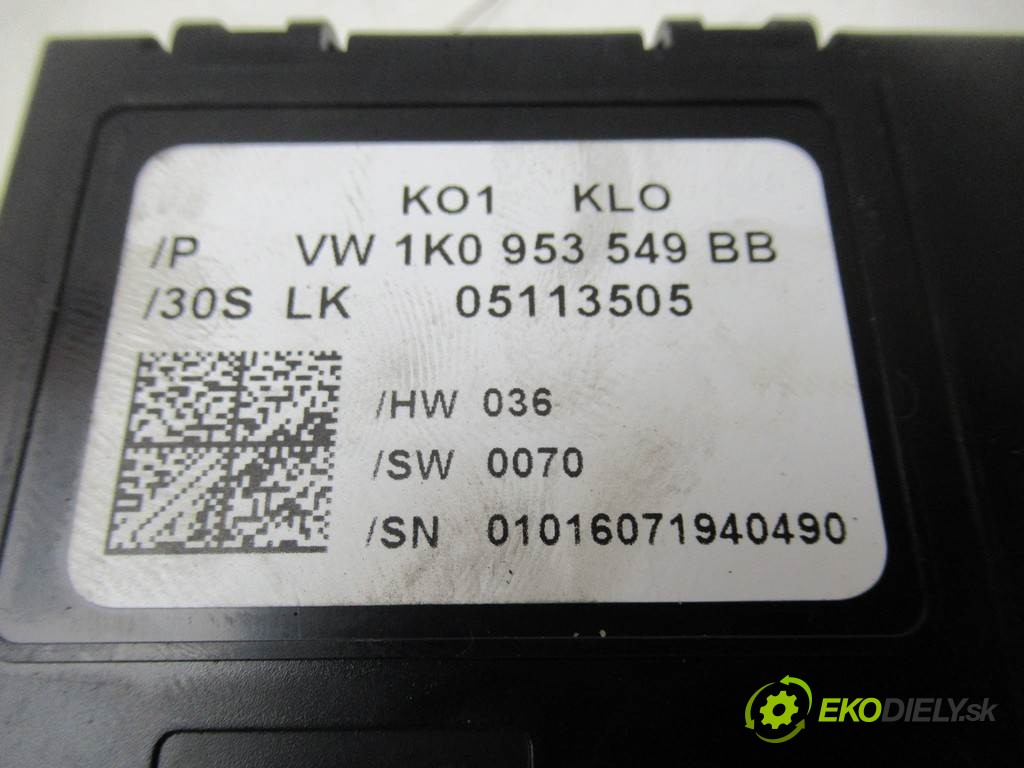 KO1 KLO
/P VW 1K0 953 549 BB
/30S LK 05113505
/HW 036
/SW 0070
/SN 01016071940490
EKODIELY.sk